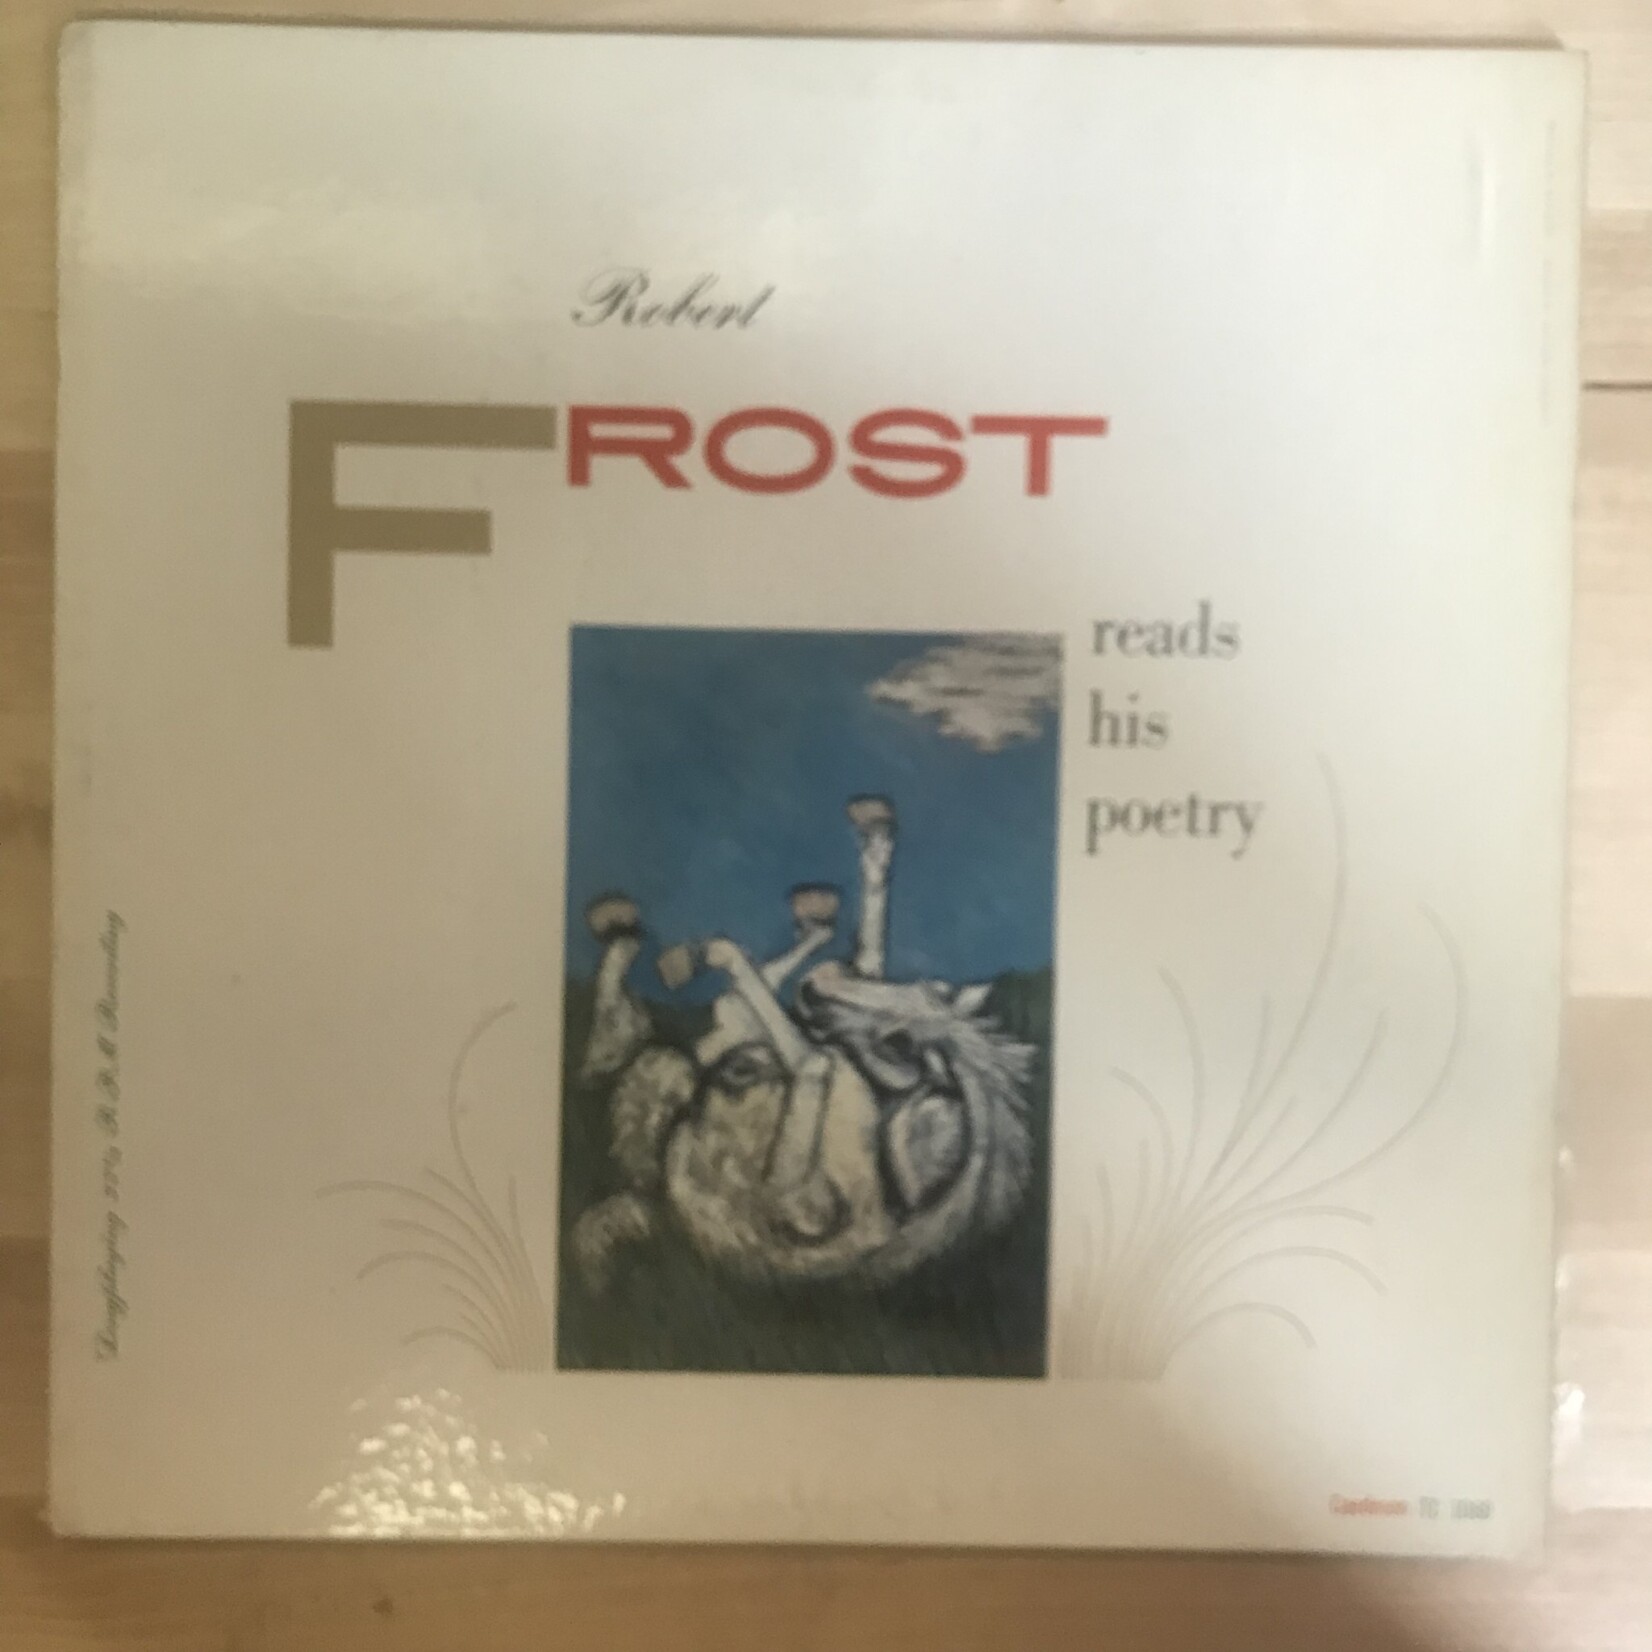 Robert
FROST
reads
his
poetry
Longplaying 33⅓ R.P.M Recording
Caedmon TC 1060